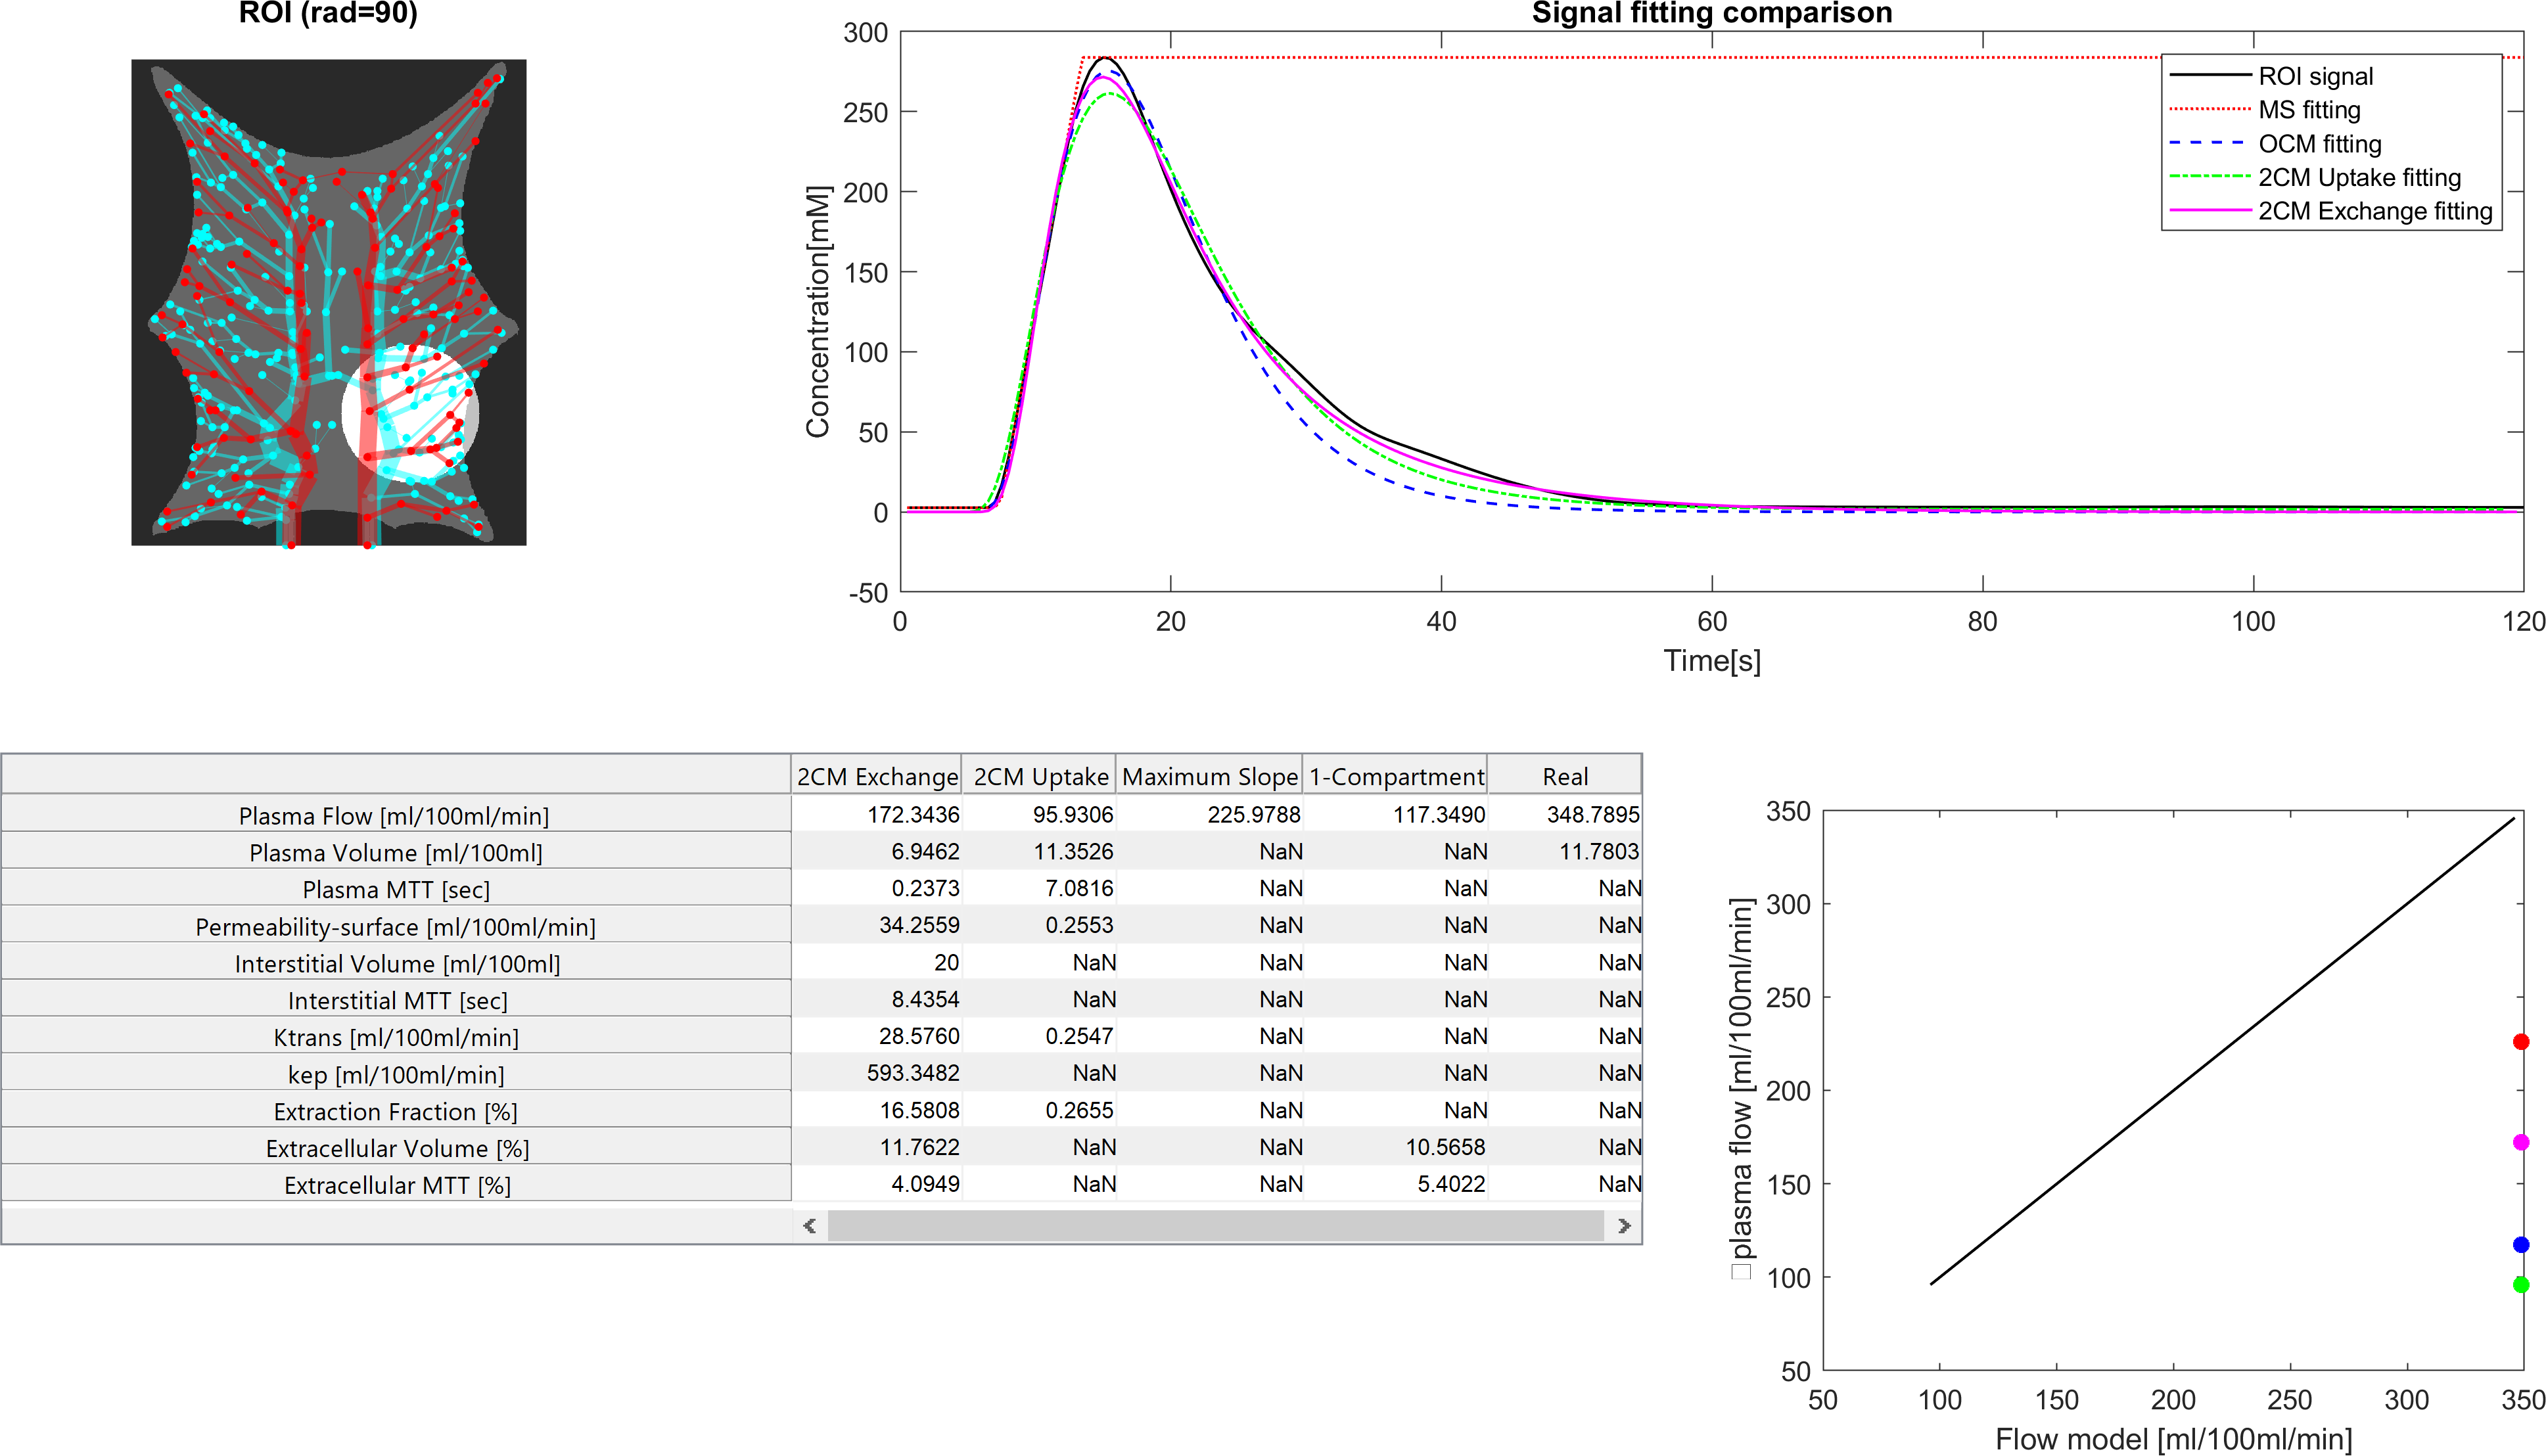 ROI (rad=90)
Signal fitting comparison
300
250
200
150
100
50
0
-50
Concentration[mM]
0 20 40 60 80 100 120
Time[s]
ROI signal
MS fitting
OCM fitting
2CM Uptake fitting
2CM Exchange fitting
2CM Exchange 2CM Uptake Maximum Slope 1-Compartment Real
Plasma Flow [ml/100ml/min] 172.3436 95.9306 225.9788 117.3490 348.7895
Plasma Volume [ml/100ml] 6.9462 11.3526 NaN NaN 11.7803
Plasma MTT [sec] 0.2373 7.0816 NaN NaN NaN
Permeability-surface [ml/100ml/min] 34.2559 0.2553 NaN NaN NaN
Interstitial Volume [ml/100ml] 20 NaN NaN NaN NaN
Interstitial MTT [sec] 8.4354 NaN NaN NaN NaN
Ktrans [ml/100ml/min] 28.5760 0.2547 NaN NaN NaN
kep [ml/100ml/min] 593.3482 NaN NaN NaN NaN
Extraction Fraction [%] 16.5808 0.2655 NaN NaN NaN
Extracellular Volume [%] 11.7622 NaN NaN 10.5658 NaN
Extracellular MTT [%] 4.0949 NaN NaN 5.4022 NaN
350
300
250
200
150
100
50
□plasma flow [ml/100ml/min]
50 100 150 200 250 300 350
Flow model [ml/100ml/min]